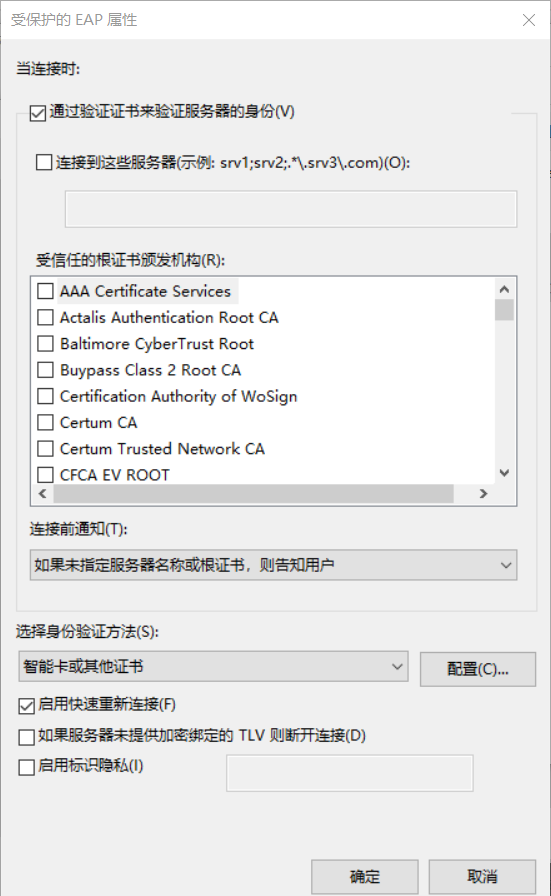 受保护的 EAP 属性
当连接时:
通过验证证书来验证服务器的身份(V)
连接到这些服务器(示例: srv1;srv2;.*\.srv3\.com)(O):
受信任的根证书颁发机构(R):
AAA Certificate Services
Actalis Authentication Root CA
Baltimore CyberTrust Root
Buypass Class 2 Root CA
Certification Authority of WoSign
Certum CA
Certum Trusted Network CA
CFCA EV ROOT
连接前通知(T):
如果未指定服务器名称或根证书，则告知用户
选择身份验证方法(S):
智能卡或其他证书
配置(C)...
启用快速重新连接(F)
如果服务器未提供加密绑定的 TLV 则断开连接(D)
启用标识隐私(I)
确定
取消